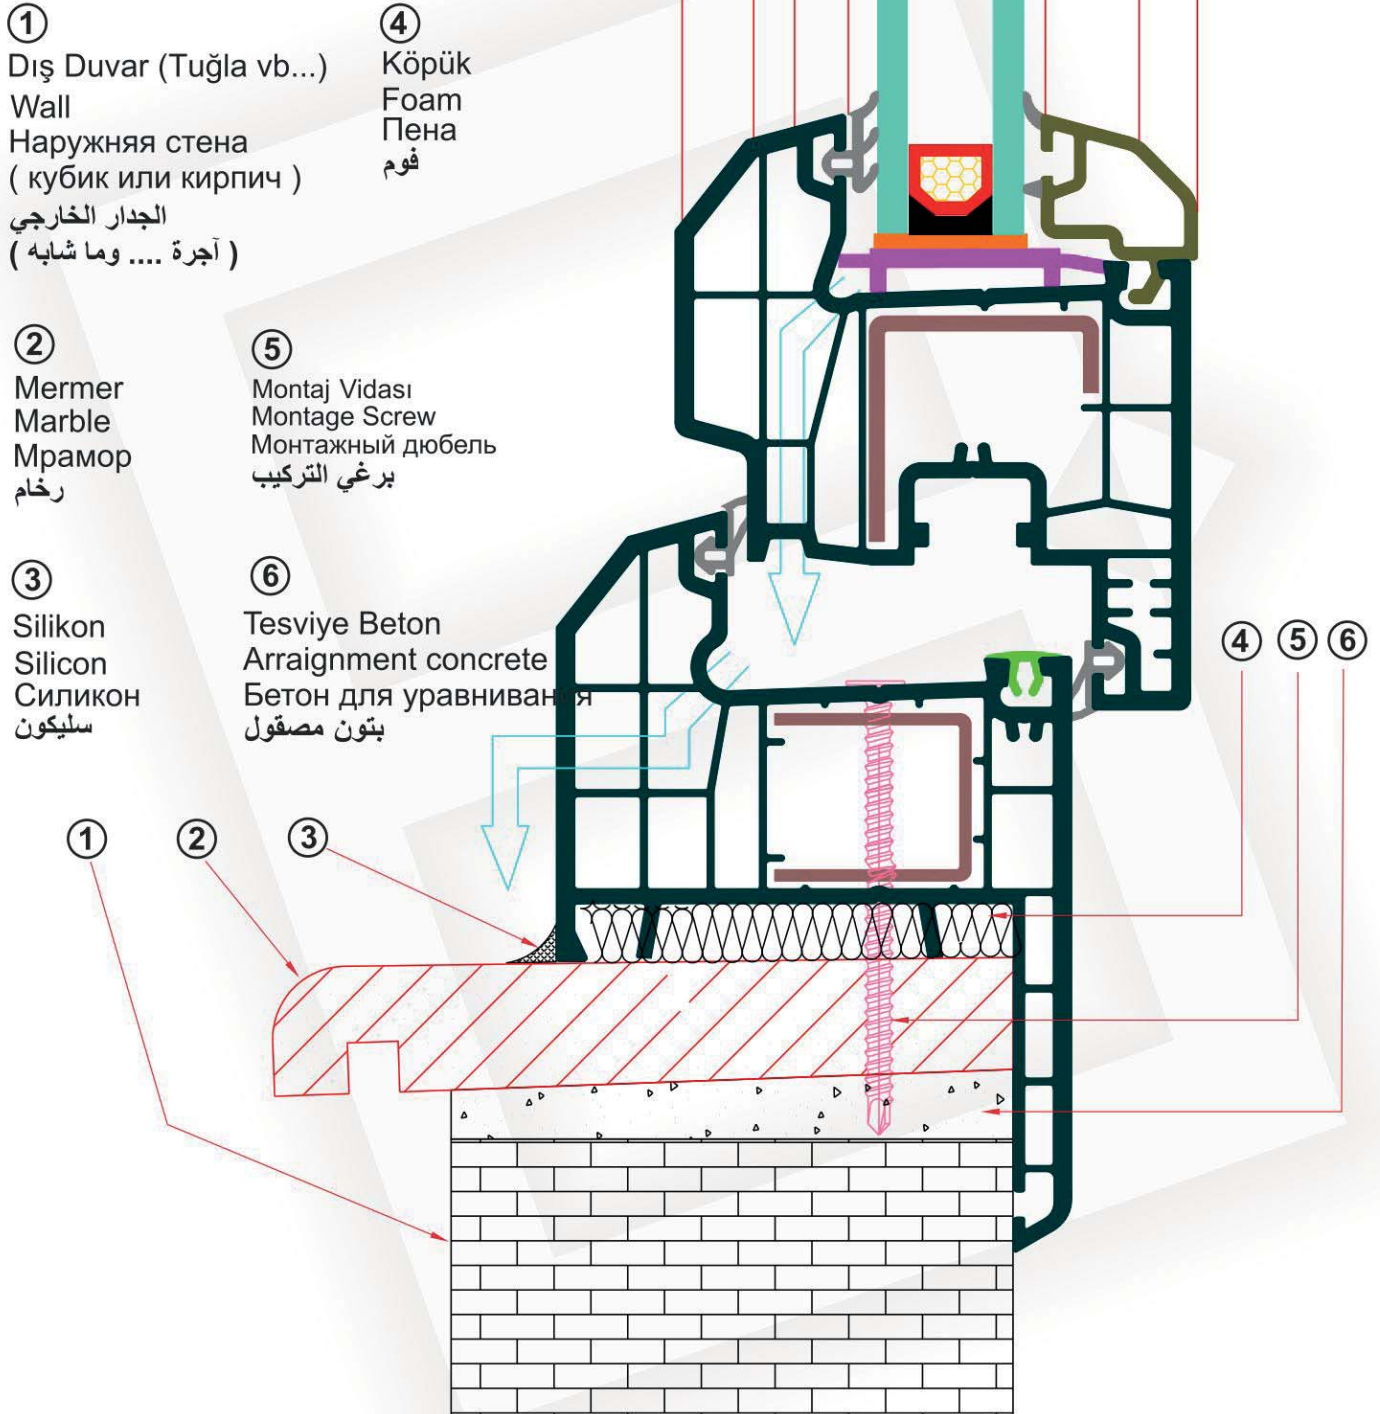 1
Dış Duvar (Tuğla vb...)
Wall
Наружняя стена
( кубик или кирпич )
الجدار الخارجي
( آجرة .... وما شابه )
4
Köpük
Foam
Пена
فوم
2
Mermer
Marble
Мрамор
رخام
5
Montaj Vidası
Montage Screw
Монтажный дюбель
برغي التركيب
3
Silikon
Silicon
Силикон
سليكون
6
Tesviye Beton
Arraignment concrete
Бетон для уравнивания
بتون مصقول
4 5 6
1 2 3